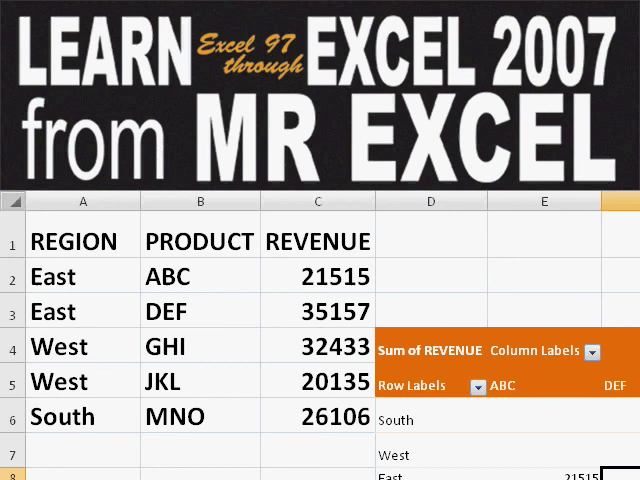 LEARN Excel 97 through EXCEL 2007
from MR EXCEL
A B C D E
1 REGION PRODUCT REVENUE
2 East ABC 21515
3 East DEF 35157
4 West GHI 32433 Sum of REVENUE Column Labels
5 West JKL 20135 Row Labels ABC DEF
6 South MNO 26106 South
7 West
8 East 21515